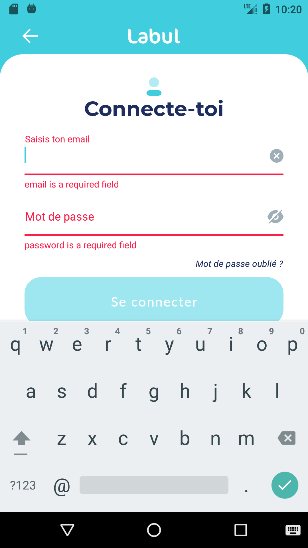 10:20
Labul
Connecte-toi
Saisis ton email
email is a required field
Mot de passe
password is a required field
Mot de passe oublié ?
Se connecter
1 2 3 4 5 6 7 8 9 0
q w e r t y u i o p
a s d f g h j k l
z x c v b n m
?123 @ .